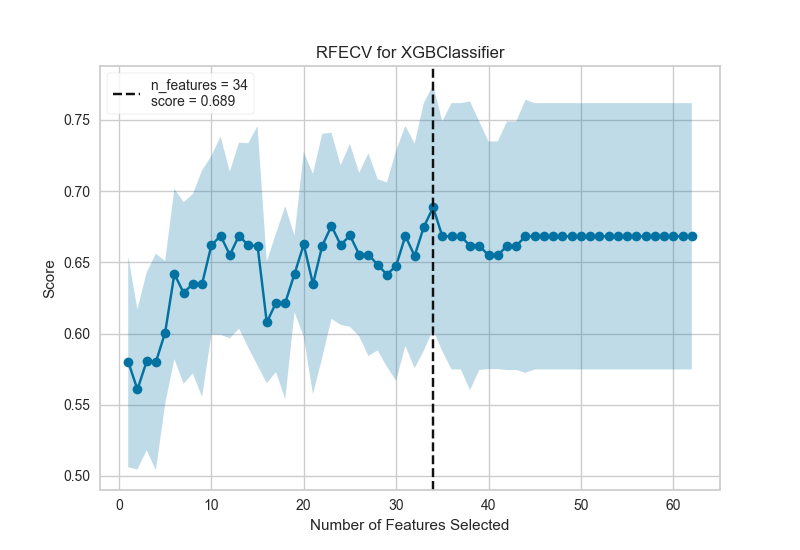 RFECV for XGBClassifier
n_features = 34
score = 0.689
0.75
0.70
0.65
0.60
0.55
0.50
Score
0 10 20 30 40 50 60
Number of Features Selected